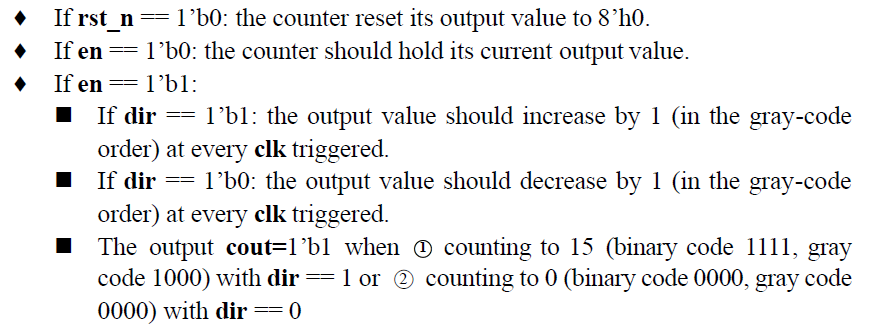 ♦ If rst_n == 1’b0: the counter reset its output value to 8’h0.
♦ If en == 1’b0: the counter should hold its current output value.
♦ If en == 1’b1:
■ If dir == 1’b1: the output value should increase by 1 (in the gray-code
order) at every clk triggered.
■ If dir == 1’b0: the output value should decrease by 1 (in the gray-code
order) at every clk triggered.
■ The output cout=1’b1 when ① counting to 15 (binary code 1111, gray
code 1000) with dir == 1 or ② counting to 0 (binary code 0000, gray code
0000) with dir == 0